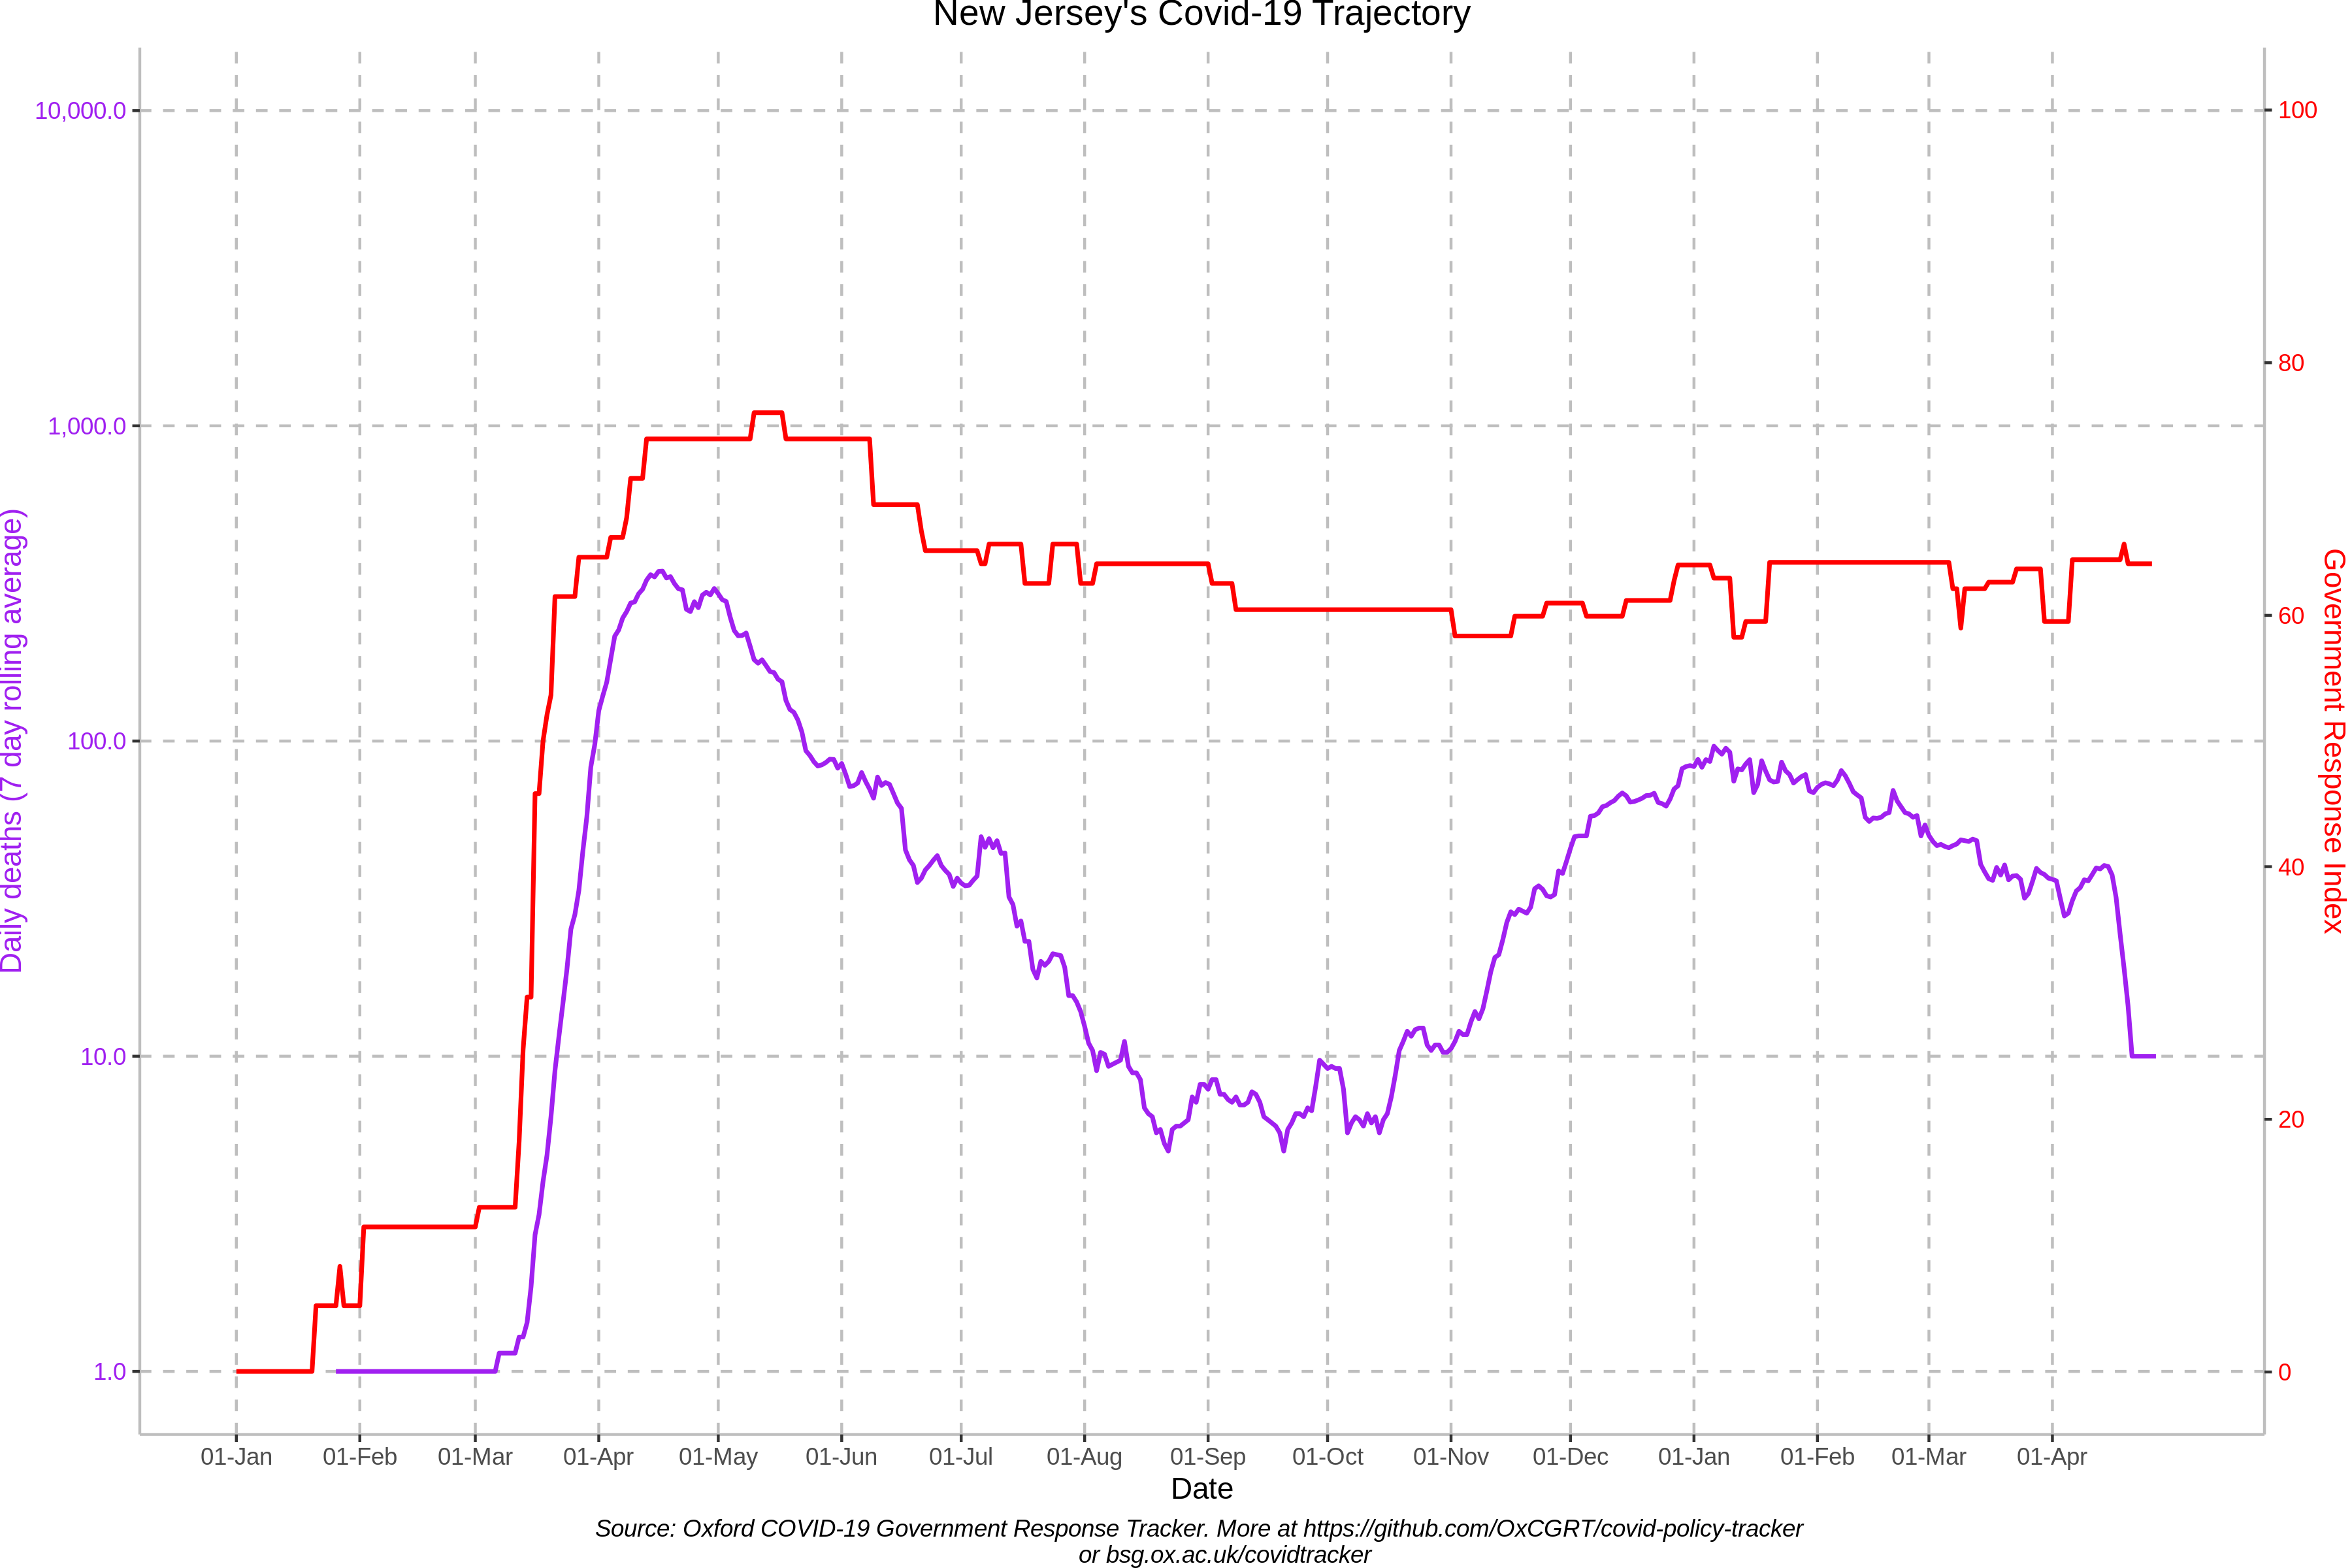 New Jersey's Covid-19 Trajectory
10,000.0
1,000.0
100.0
10.0
1.0
Daily deaths (7 day rolling average)
100
80
60
40
20
0
Government Response Index
01-Jan 01-Feb 01-Mar 01-Apr 01-May 01-Jun 01-Jul 01-Aug 01-Sep 01-Oct 01-Nov 01-Dec 01-Jan 01-Feb 01-Mar 01-Apr
Date
Source: Oxford COVID-19 Government Response Tracker. More at https://github.com/OxCGRT/covid-policy-tracker
or bsg.ox.ac.uk/covidtracker